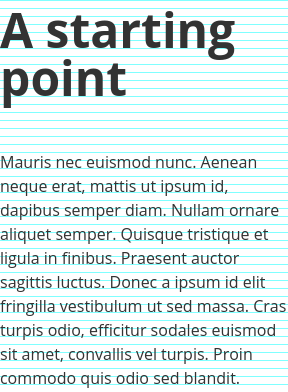 A starting
point
Mauris nec euismod nunc. Aenean
neque erat, mattis ut ipsum id,
dapibus semper diam. Nullam ornare
aliquet semper. Quisque tristique et
ligula in finibus. Praesent auctor
sagittis luctus. Donec a ipsum id elit
fringilla vestibulum ut sed massa. Cras
turpis odio, efficitur sodales euismod
sit amet, convallis vel turpis. Proin
commodo quis odio sed blandit.